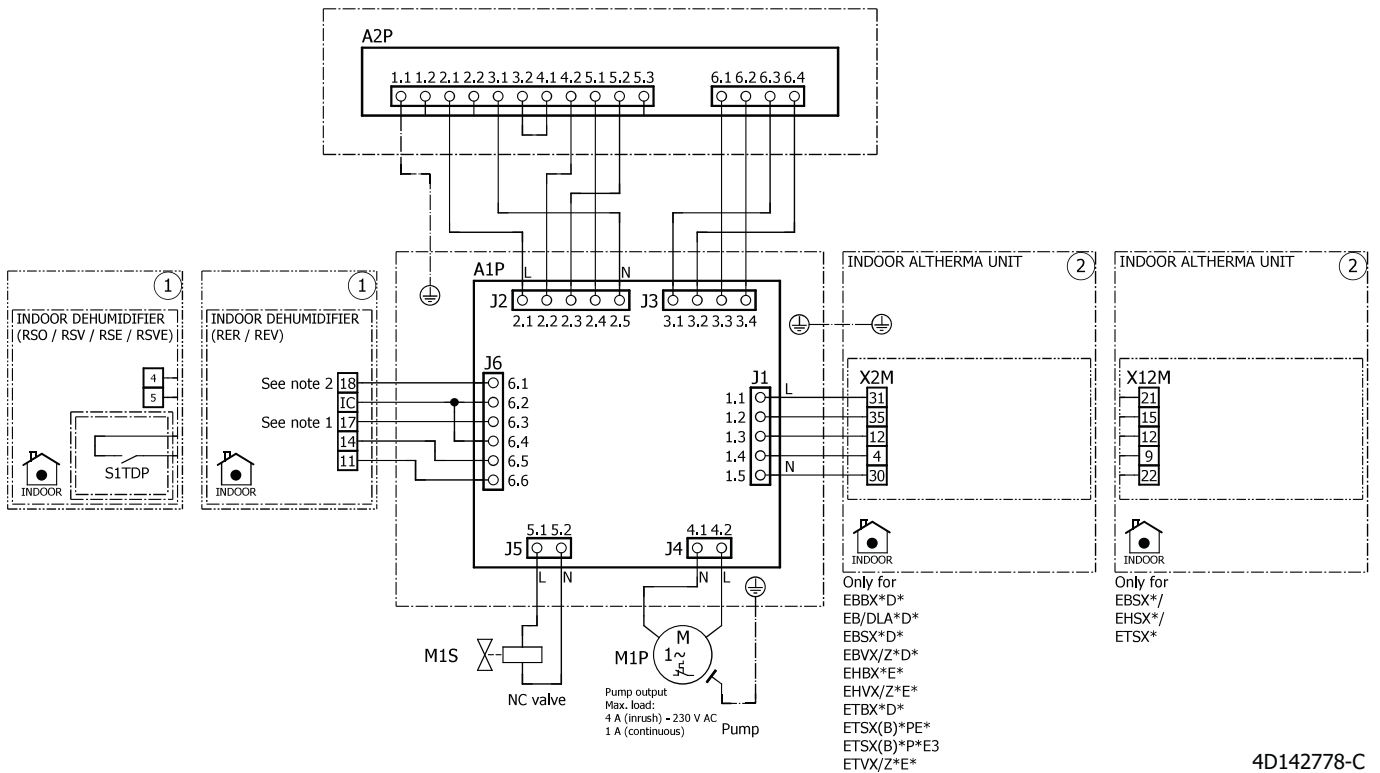 A2P
1.1 1.2 2.1 2.2 3.1 3.2 4.1 4.2 5.1 5.2 5.3
6.1 6.2 6.3 6.4
1
INDOOR DEHUMIDIFIER
(RSO / RSV / RSE / RSVE)
4
5
S1TDP
INDOOR
1
INDOOR DEHUMIDIFIER
(RER / REV)
See note 2
18
IC
See note 1
17
14
11
INDOOR
A1P
L
N
J2
2.1 2.2 2.3 2.4 2.5
J3
3.1 3.2 3.3 3.4
J6
6.1
6.2
6.3
6.4
6.5
6.6
J1
1.1
1.2
1.3
1.4
1.5
L
N
5.1 5.2
J5
L
N
4.1 4.2
J4
N
L
M1S
NC valve
M1P
M
1~
Pump output
Max. load:
4 A (inrush) - 230 V AC
1 A (continuous)
Pump
INDOOR ALTHERMA UNIT
2
X2M
31
35
12
4
30
INDOOR
Only for
EBBX*D*
EB/DLA*D*
EBSX*D*
EBVX/Z*D*
EHBX*E*
EHVX/Z*E*
ETBX*D*
ETSX(B)*PE*
ETSX(B)*P*E3
ETVX/Z*E*
INDOOR ALTHERMA UNIT
2
X12M
21
15
12
9
22
INDOOR
Only for
EBSX*/
EHSX*/
ETSX*
4D142778-C